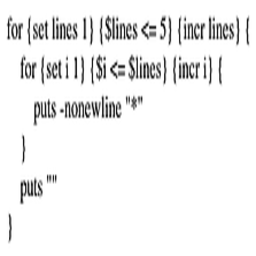 for {set lines 1} {$lines <= 5} {incr lines} {
for {set i 1} {$i <= $lines} {incr i} {
puts -nonewline "*"
}
puts ""
}